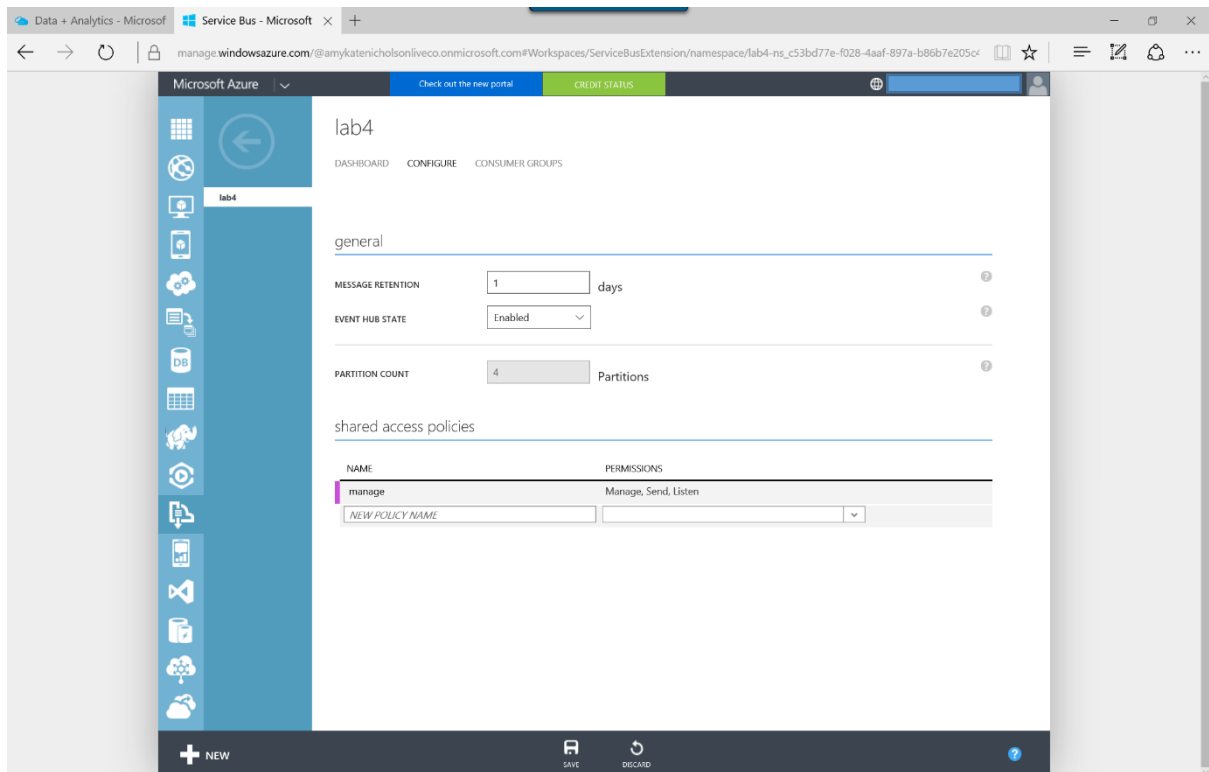 Data + Analytics - Microsof
Service Bus - Microsoft
manage.windowsazure.com/@amykatenicholsonliveco.onmicrosoft.com#Workspaces/ServiceBusExtension/namespace/lab4-ns_c53bd77e-f028-4aaf-897a-b86b7e205c4
Microsoft Azure
Check out the new portal
CREDIT STATUS
lab4
DASHBOARD CONFIGURE CONSUMER GROUPS
lab4
general
MESSAGE RETENTION 1 days
EVENT HUB STATE Enabled
PARTITION COUNT 4 Partitions
shared access policies
NAME PERMISSIONS
manage Manage, Send, Listen
NEW POLICY NAME
DB
NEW
SAVE
DISCARD